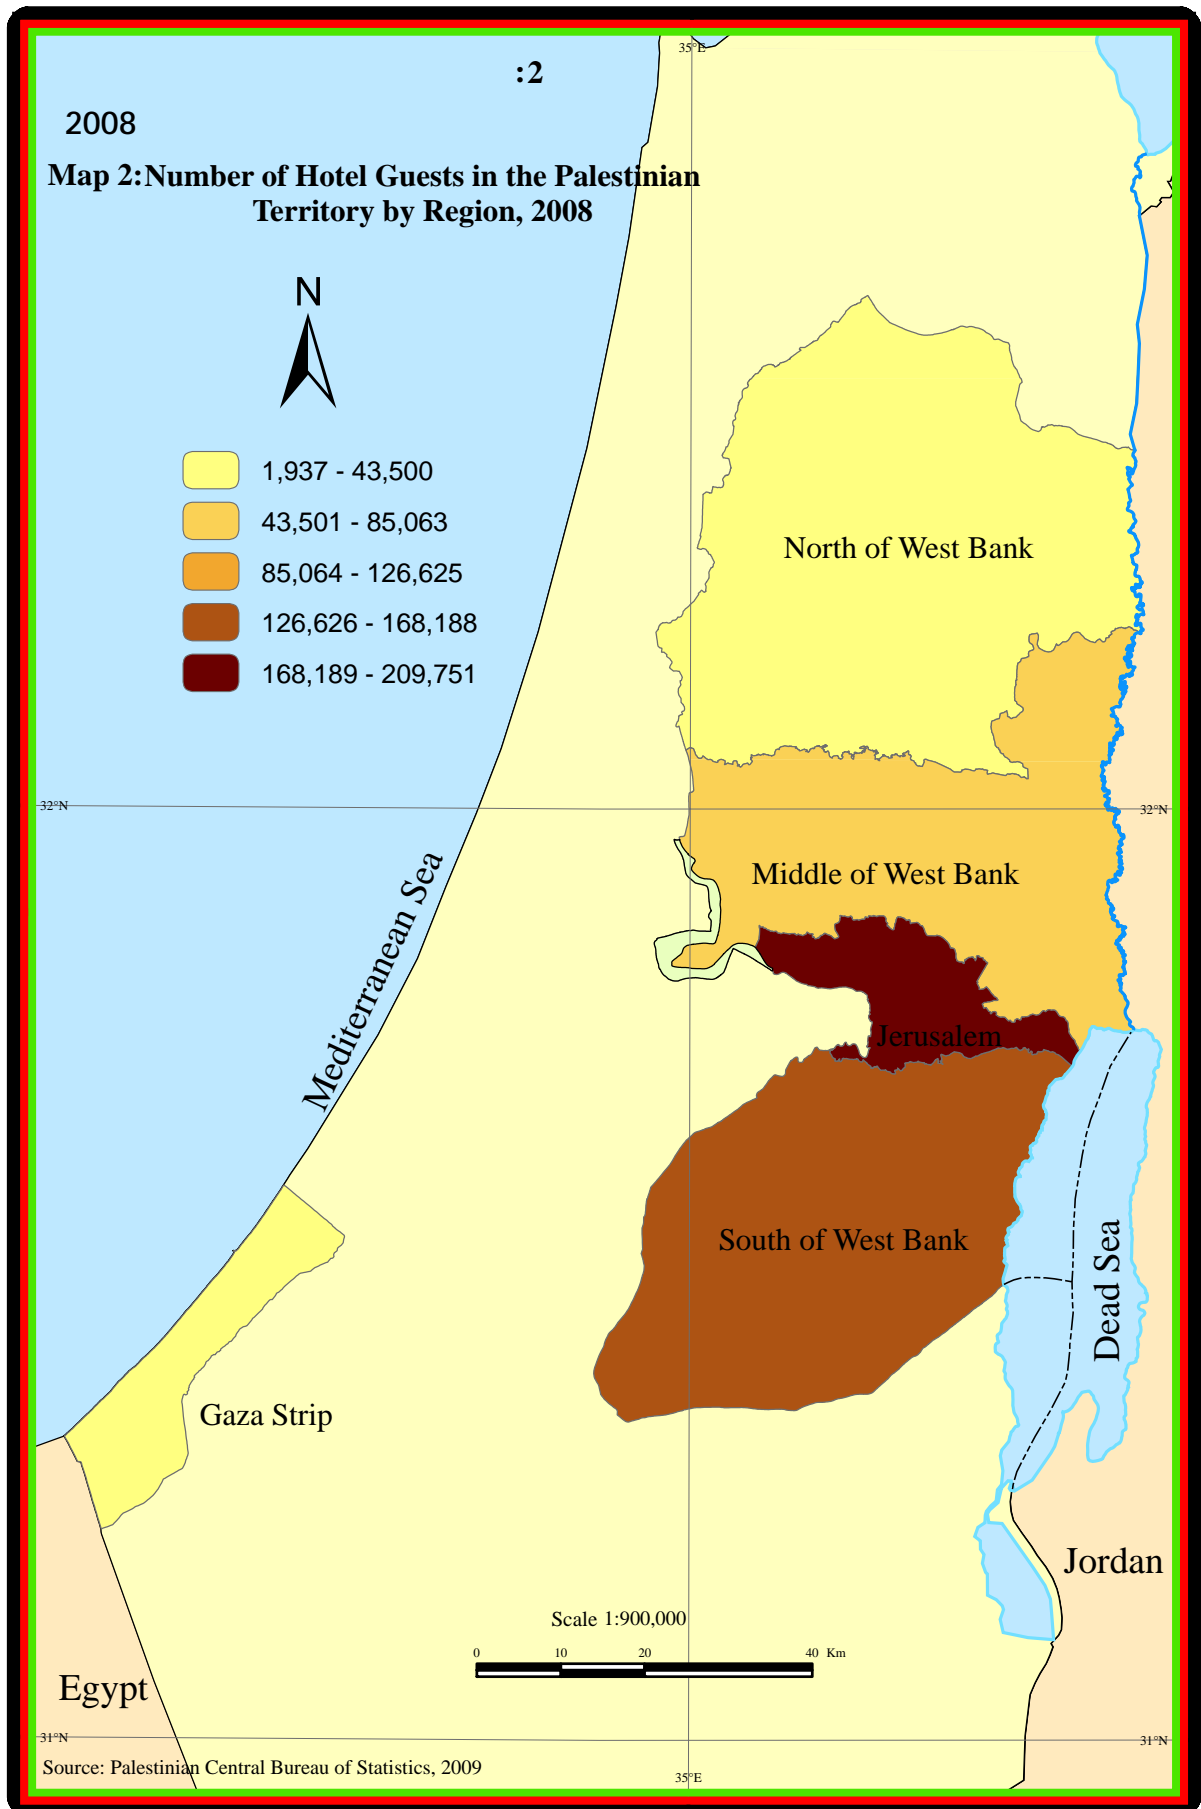 35°E
:2
2008
Map 2:Number of Hotel Guests in the Palestinian
Territory by Region, 2008
N
1,937 - 43,500
43,501 - 85,063
85,064 - 126,625
126,626 - 168,188
168,189 - 209,751
North of West Bank
32°N
32°N
Middle of West Bank
Mediterranean Sea
Jerusalem
South of West Bank
Dead Sea
Gaza Strip
Jordan
Scale 1:900,000
0 10 20 40 Km
Egypt
31°N
31°N
Source: Palestinian Central Bureau of Statistics, 2009
35°E